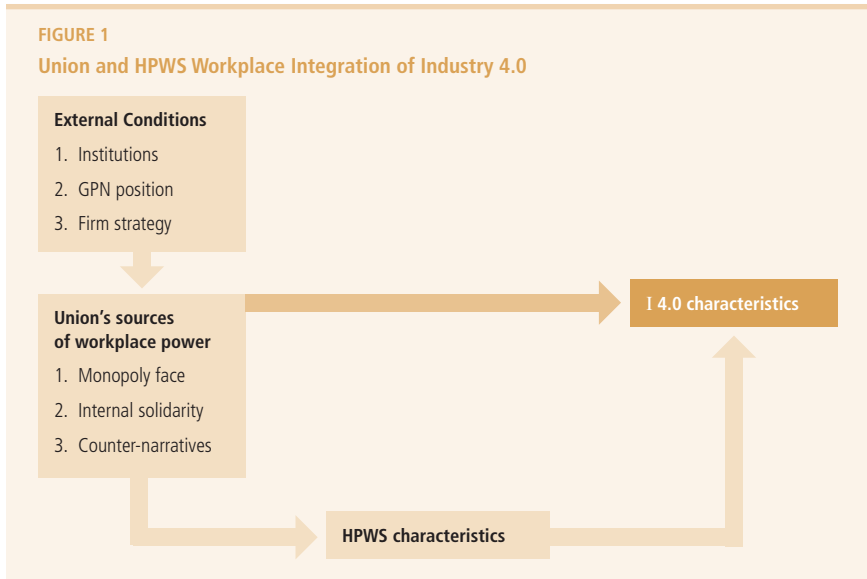 FIGURE 1
Union and HPWS Workplace Integration of Industry 4.0
External Conditions
1. Institutions
2. GPN position
3. Firm strategy
Union's sources
of workplace power
1. Monopoly face
2. Internal solidarity
3. Counter-narratives
I 4.0 characteristics
HPWS characteristics